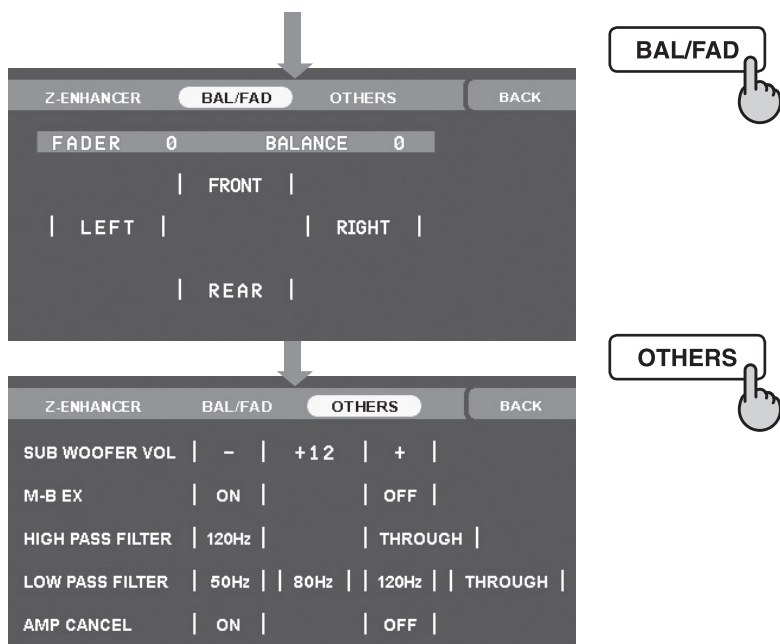 BAL/FAD
Z-ENHANCER BAL/FAD OTHERS BACK
FADER 0 BALANCE 0
| FRONT |
| LEFT | | RIGHT |
| REAR |
OTHERS
Z-ENHANCER BAL/FAD OTHERS BACK
SUB WOOFER VOL | - | +12 | + |
M-B EX | ON | | OFF |
HIGH PASS FILTER | 120Hz | | THROUGH |
LOW PASS FILTER | 50Hz | | 80Hz | | 120Hz | | THROUGH |
AMP CANCEL | ON | | OFF |